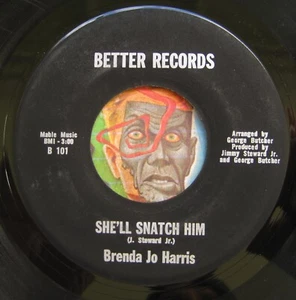 BETTER RECORDS
Mable Music
BMI - 2:00
B 101
Arranged by
George Butcher
Produced by
Jimmy Steward Jr.
and George Butcher
SHE'LL SNATCH HIM
(J. Steward Jr.)
Brenda Jo Harris